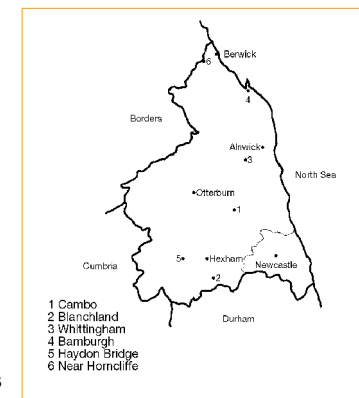 Berwick
6
4
Borders
Alnwick
3
North Sea
Otterburn
1
5
Hexham
Newcastle
Cumbria
2
1 Cambo
2 Blanchland
3 Whittingham
4 Bamburgh
5 Haydon Bridge
6 Near Horncliffe
Durham